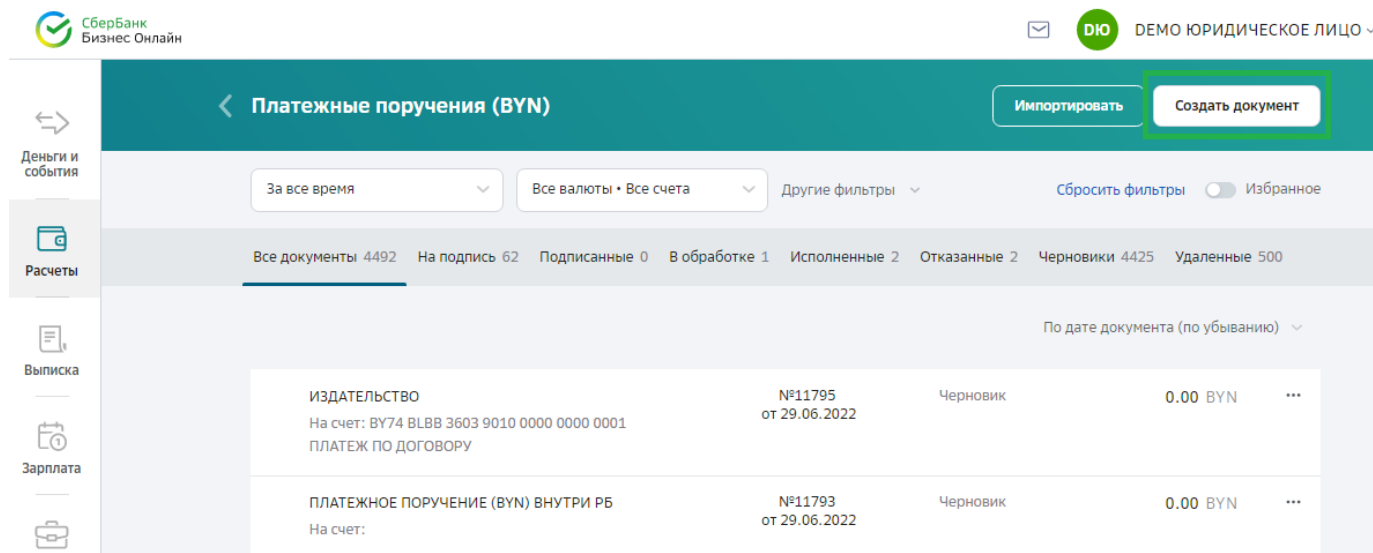 СберБанк
Бизнес Онлайн
ДЮ
DЕМО ЮРИДИЧЕСКОЕ ЛИЦО
Платежные поручения (BYN)
Импортировать
Создать документ
Деньги и
события
За все время
Все валюты • Все счета
Другие фильтры
Сбросить фильтры
Избранное
Расчеты
Все документы 4492
На подпись 62
Подписанные 0
В обработке 1
Исполненные 2
Отказанные 2
Черновики 4425
Удаленные 500
По дате документа (по убыванию)
Выписка
ИЗДАТЕЛЬСТВО
На счет: BY74 BLBB 3603 9010 0000 0000 0001
ПЛАТЕЖ ПО ДОГОВОРУ
№11795
от 29.06.2022
Черновик
0.00 BYN
Зарплата
ПЛАТЕЖНОЕ ПОРУЧЕНИЕ (BYN) ВНУТРИ РБ
На счет:
№11793
от 29.06.2022
Черновик
0.00 BYN